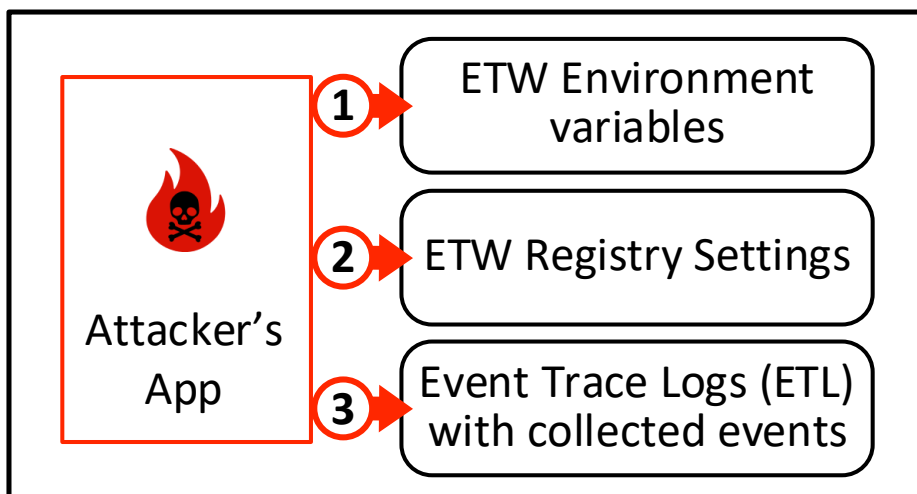 1
ETW Environment
variables
2
ETW Registry Settings
Attacker’s
App
3
Event Trace Logs (ETL)
with collected events